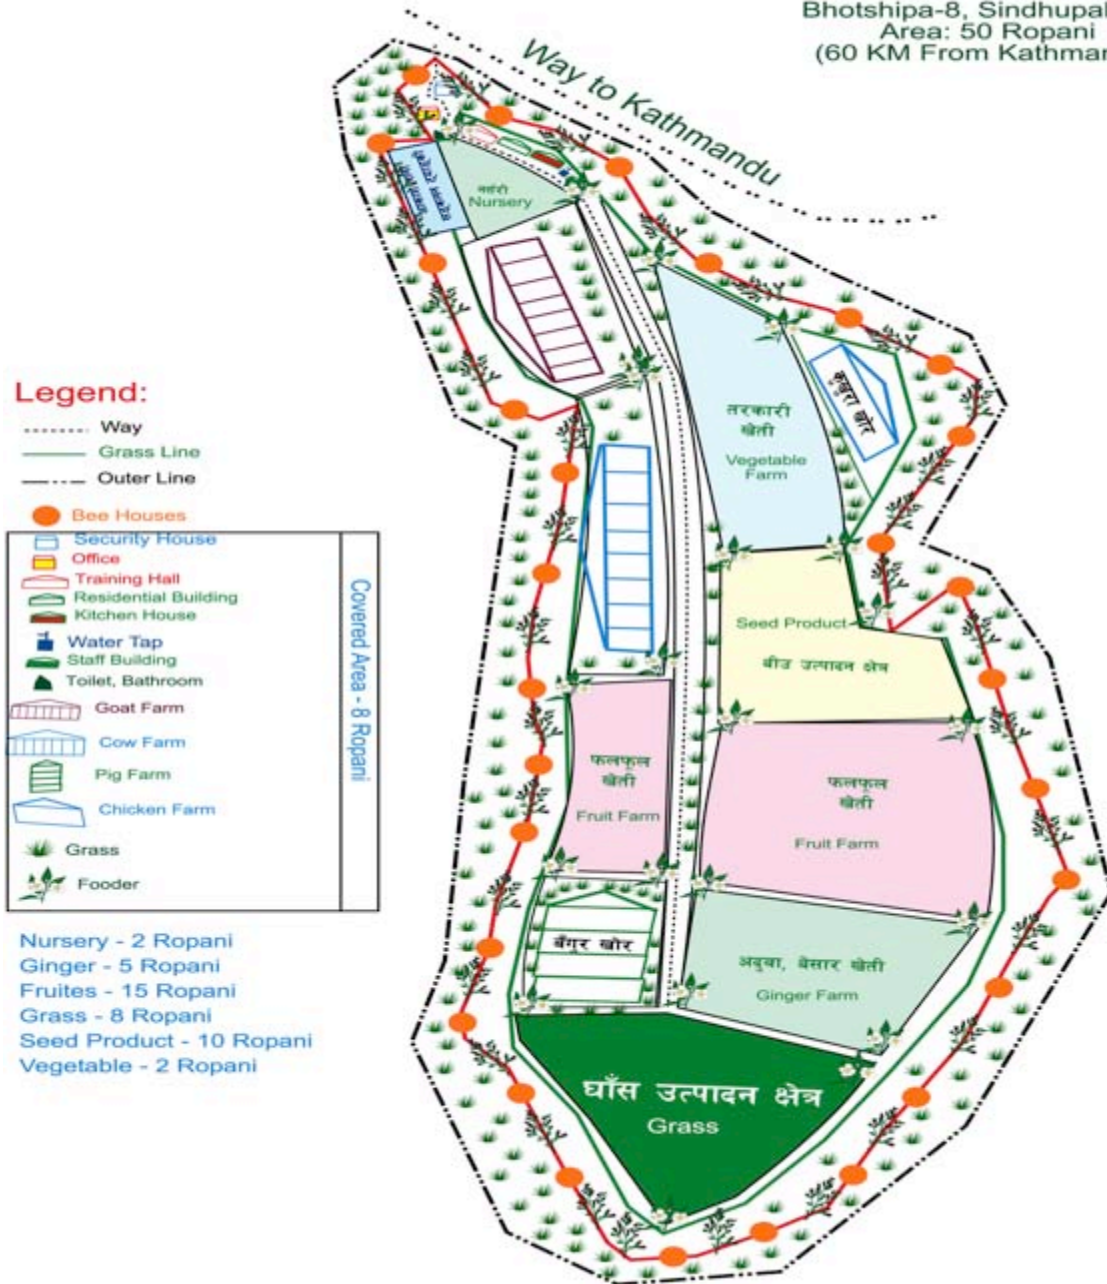 Bhotshipa-8, Sindhupal
Area: 50 Ropani
(60 KM From Kathmar
Way to Kathmandu
नर्सरी
Nursery
कुखुरा खोर
तरकारी
खेती
Vegetable
Farm
Legend:
Way
Grass Line
Outer Line
Bee Houses
Security House
Office
Training Hall
Residential Building
Kitchen House
Water Tap
Staff Building
Toilet, Bathroom
Goat Farm
Cow Farm
Pig Farm
Chicken Farm
Grass
Fooder
Covered Area - 8 Ropani
Seed Product
बीउ उत्पादन क्षेत्र
फलफूल
खेती
Fruit Farm
फलफूल
खेती
Fruit Farm
बँगुर खोर
अदुवा, बेसार खेती
Ginger Farm
घाँस उत्पादन क्षेत्र
Grass
Nursery - 2 Ropani
Ginger - 5 Ropani
Fruites - 15 Ropani
Grass - 8 Ropani
Seed Product - 10 Ropani
Vegetable - 2 Ropani